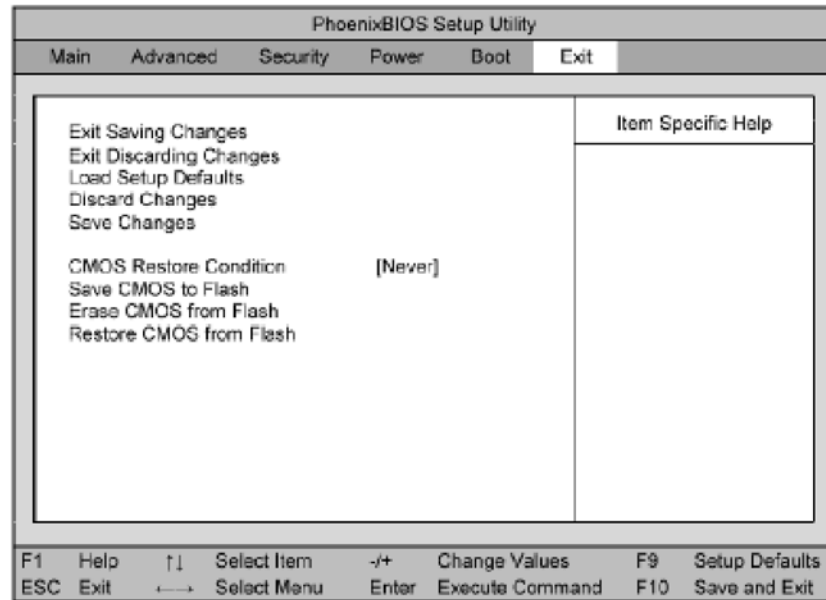 PhoenixBIOS Setup Utility
Main Advanced Security Power Boot Exit
Item Specific Help
Exit Saving Changes
Exit Discarding Changes
Load Setup Defaults
Discard Changes
Save Changes
CMOS Restore Condition [Never]
Save CMOS to Flash
Erase CMOS from Flash
Restore CMOS from Flash
F1 Help ↑↓ Select Item -/+ Change Values F9 Setup Defaults
ESC Exit ←→ Select Menu Enter Execute Command F10 Save and Exit